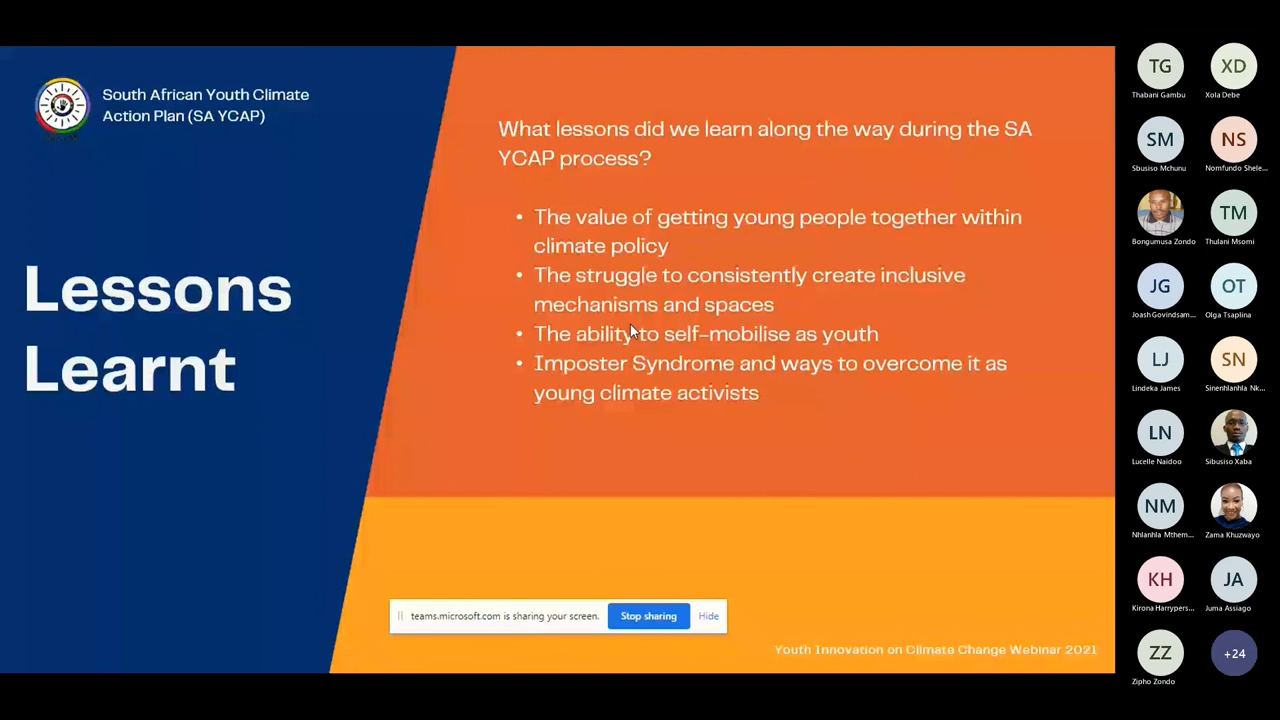 South African Youth Climate
Action Plan (SA YCAP)
Lessons
Learnt
What lessons did we learn along the way during the SA
YCAP process?
• The value of getting young people together within
climate policy
• The struggle to consistently create inclusive
mechanisms and spaces
• The ability to self-mobilise as youth
• Imposter Syndrome and ways to overcome it as
young climate activists
teams.microsoft.com is sharing your screen. Stop sharing Hide
Youth Innovation on Climate Change Webinar 2021
TG XD
Thabani Gambu Xola Debe
SM NS
Sbusiso Mchunu Nomfundo Shele...
TM
Bongumusa Zondo Thulani Msomi
JG OT
Joash Govindsam... Olga Tsaplina
LJ SN
Lindeka James Sinenhlanhla Nk...
LN
Lucelle Naidoo Sibusiso Xaba
NM
Nhlanhla Mthem... Zama Khuzwayo
KH JA
Kirona Harrypers... Juma Assiago
ZZ +24
Zipho Zondo